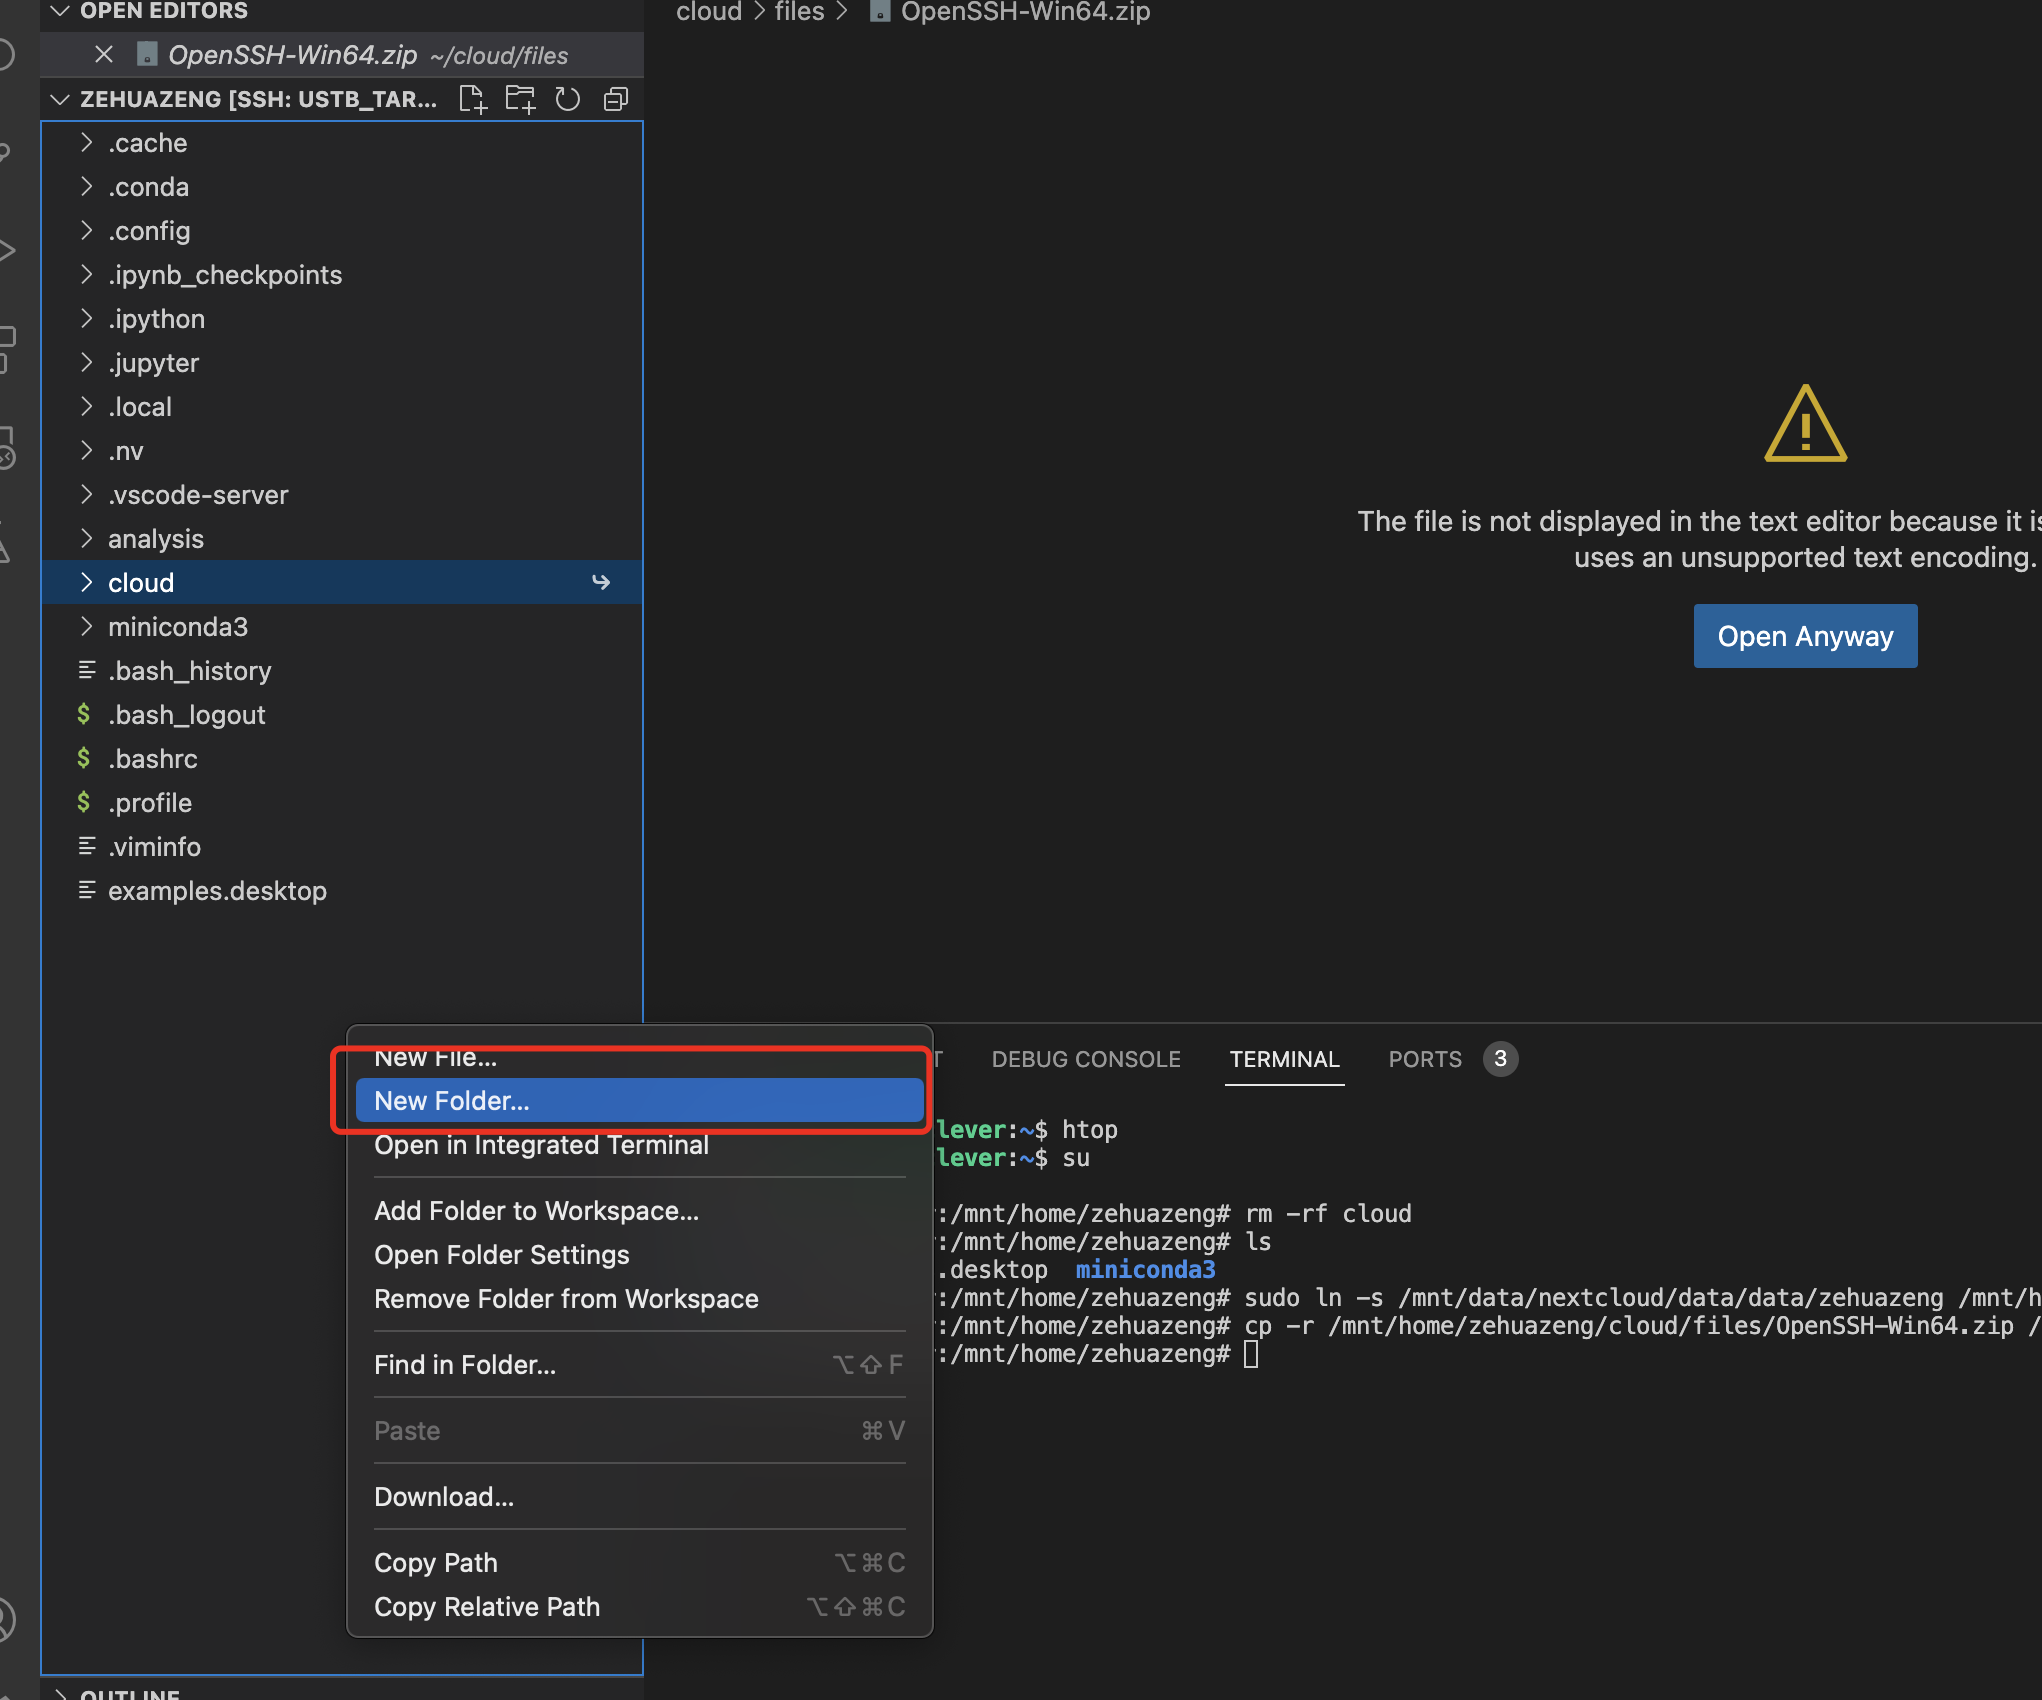 OPEN EDITORS
OpenSSH-Win64.zip ~/cloud/files
ZEHUAZENG [SSH: USTB_TAR...
.cache
.conda
.config
.ipynb_checkpoints
.ipython
.jupyter
.local
.nv
.vscode-server
analysis
cloud
miniconda3
.bash_history
$ .bash_logout
$ .bashrc
$ .profile
.viminfo
examples.desktop
OUTLINE
New File...
New Folder...
Open in Integrated Terminal
Add Folder to Workspace...
Open Folder Settings
Remove Folder from Workspace
Find in Folder... ⌥⇧F
Paste ⌘V
Download...
Copy Path ⌥⌘C
Copy Relative Path ⌥⇧⌘C
cloud > files > OpenSSH-Win64.zip
The file is not displayed in the text editor because it is
uses an unsupported text encoding.
Open Anyway
T DEBUG CONSOLE TERMINAL PORTS 3
lever:~$ htop
lever:~$ su
:/mnt/home/zehuazeng# rm -rf cloud
:/mnt/home/zehuazeng# ls
.desktop miniconda3
:/mnt/home/zehuazeng# sudo ln -s /mnt/data/nextcloud/data/data/zehuazeng /mnt/h
:/mnt/home/zehuazeng# cp -r /mnt/home/zehuazeng/cloud/files/OpenSSH-Win64.zip /
:/mnt/home/zehuazeng#